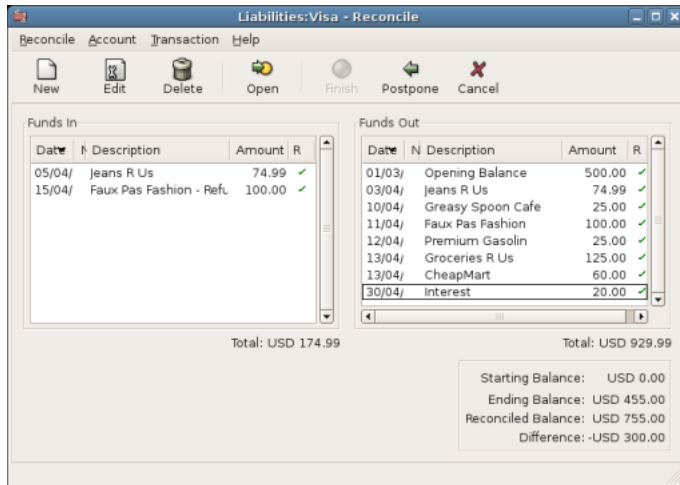 Liabilities:Visa - Reconcile
Reconcile Account Transaction Help
New Edit Delete Open Finish Postpone Cancel
Funds In
Date N Description Amount R
05/04/ Jeans R Us 74.99 ✓
15/04/ Faux Pas Fashion - Refu 100.00 ✓
Total: USD 174.99
Funds Out
Date N Description Amount R
01/03/ Opening Balance 500.00 ✓
03/04/ Jeans R Us 74.99 ✓
10/04/ Greasy Spoon Cafe 25.00 ✓
11/04/ Faux Pas Fashion 100.00 ✓
12/04/ Premium Gasolin 25.00 ✓
13/04/ Groceries R Us 125.00 ✓
13/04/ CheapMart 60.00 ✓
30/04/ Interest 20.00 ✓
Total: USD 929.99
Starting Balance: USD 0.00
Ending Balance: USD 455.00
Reconciled Balance: USD 755.00
Difference: -USD 300.00